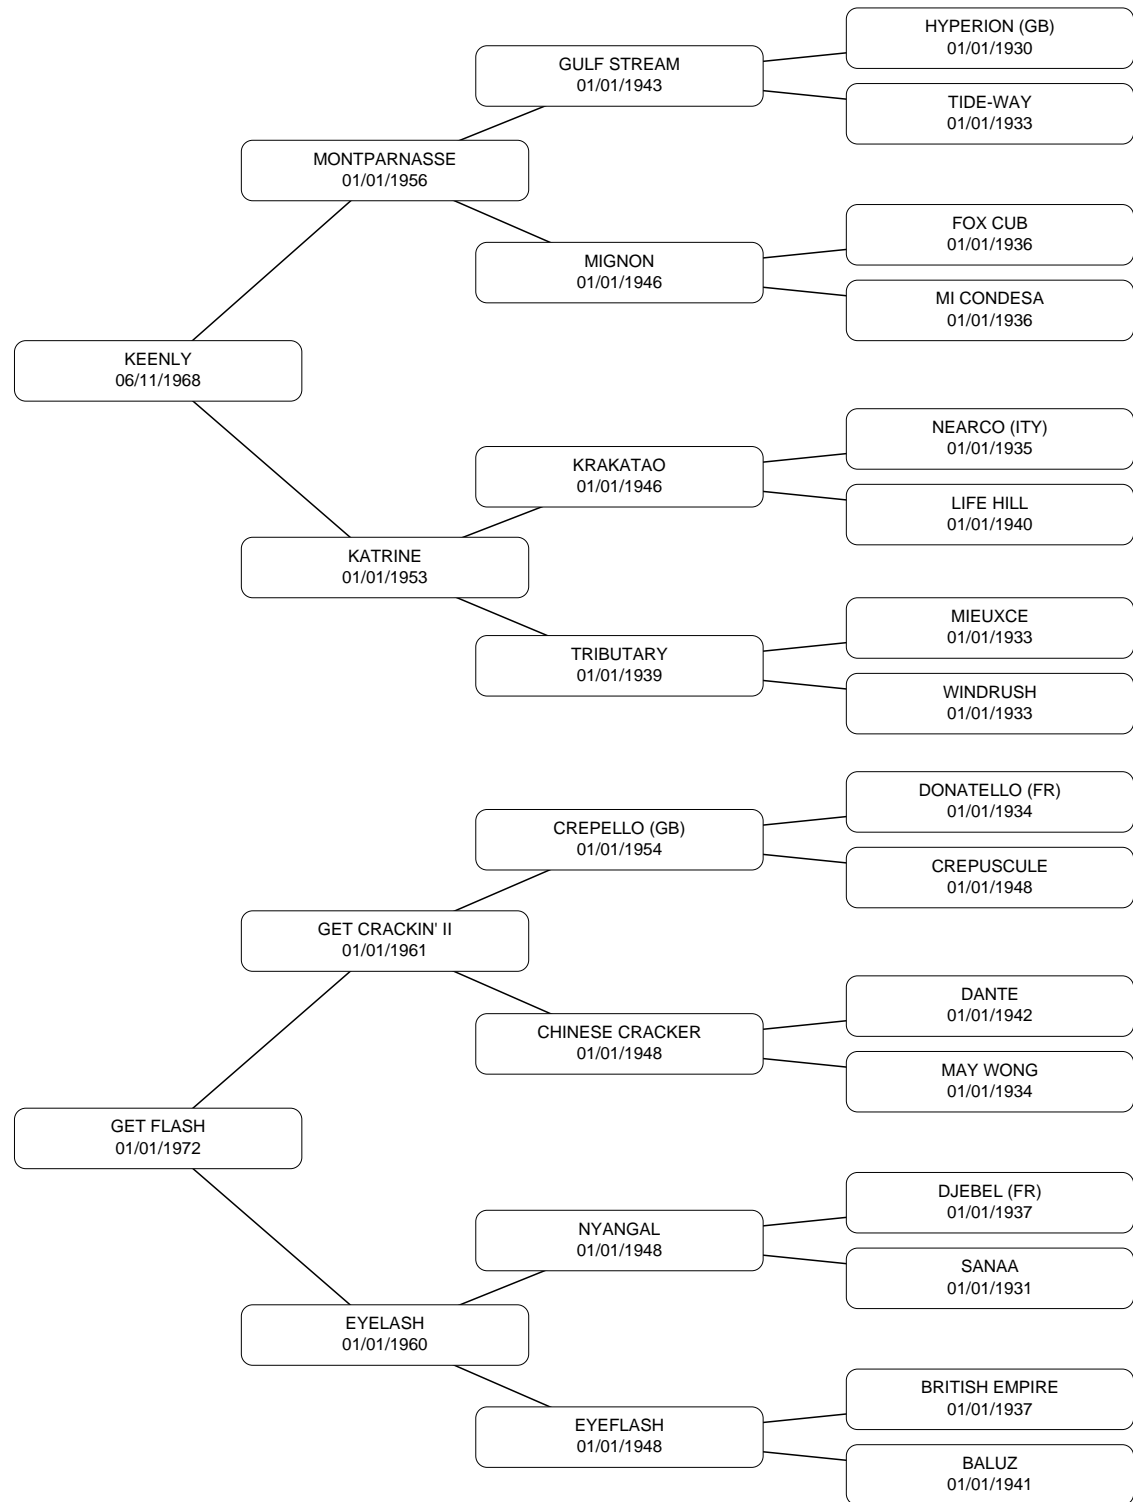 HYPERION (GB)
01/01/1930
GULF STREAM
01/01/1943
TIDE-WAY
01/01/1933
MONTPARNASSE
01/01/1956
FOX CUB
01/01/1936
MIGNON
01/01/1946
MI CONDESA
01/01/1936
KEENLY
06/11/1968
NEARCO (ITY)
01/01/1935
KRAKATAO
01/01/1946
LIFE HILL
01/01/1940
KATRINE
01/01/1953
MIEUXCE
01/01/1933
TRIBUTARY
01/01/1939
WINDRUSH
01/01/1933
DONATELLO (FR)
01/01/1934
CREPELLO (GB)
01/01/1954
CREPUSCULE
01/01/1948
GET CRACKIN' II
01/01/1961
DANTE
01/01/1942
CHINESE CRACKER
01/01/1948
MAY WONG
01/01/1934
GET FLASH
01/01/1972
DJEBEL (FR)
01/01/1937
NYANGAL
01/01/1948
SANAA
01/01/1931
EYELASH
01/01/1960
BRITISH EMPIRE
01/01/1937
EYEFLASH
01/01/1948
BALUZ
01/01/1941